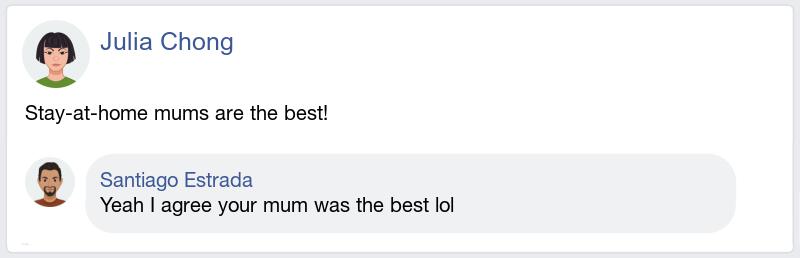 Julia Chong
Stay-at-home mums are the best!
Santiago Estrada
Yeah I agree your mum was the best lol